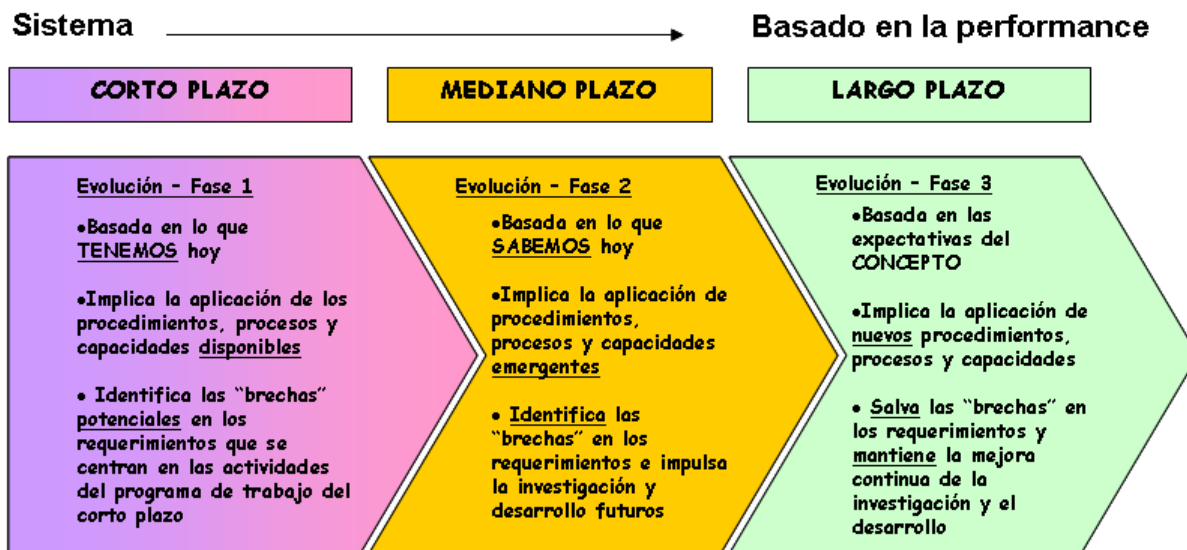 Sistema
Basado en la performance
CORTO PLAZO
MEDIANO PLAZO
LARGO PLAZO
Evolución - Fase 1
•Basada en lo que
TENEMOS hoy
•Implica la aplicación de los
procedimientos, procesos y
capacidades disponibles
• Identifica las “brechas”
potenciales en los
requerimientos que se
centran en las actividades
del programa de trabajo del
corto plazo
Evolución - Fase 2
•Basada en lo que
SABEMOS hoy
•Implica la aplicación de
procedimientos,
procesos y capacidades
emergentes
• Identifica las
“brechas” en los
requerimientos e impulsa
la investigación y
desarrollo futuros
Evolución - Fase 3
•Basada en las
expectativas del
CONCEPTO
•Implica la aplicación de
nuevos procedimientos,
procesos y capacidades
• Salva las “brechas” en
los requerimientos y
mantiene la mejora
continua de la
investigación y el
desarrollo